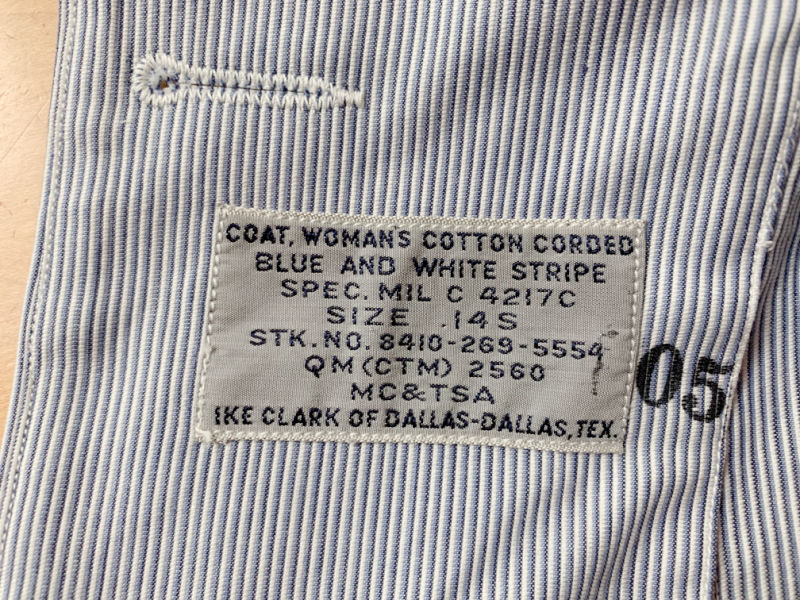 COAT, WOMANS COTTON CORDED
BLUE AND WHITE STRIPE
SPEC. MIL C 4217C
SIZE .14S
STK. NO. 8410-269-5554
QM (CTM) 2560
MC&TSA
IKE CLARK OF DALLAS-DALLAS, TEX.
05